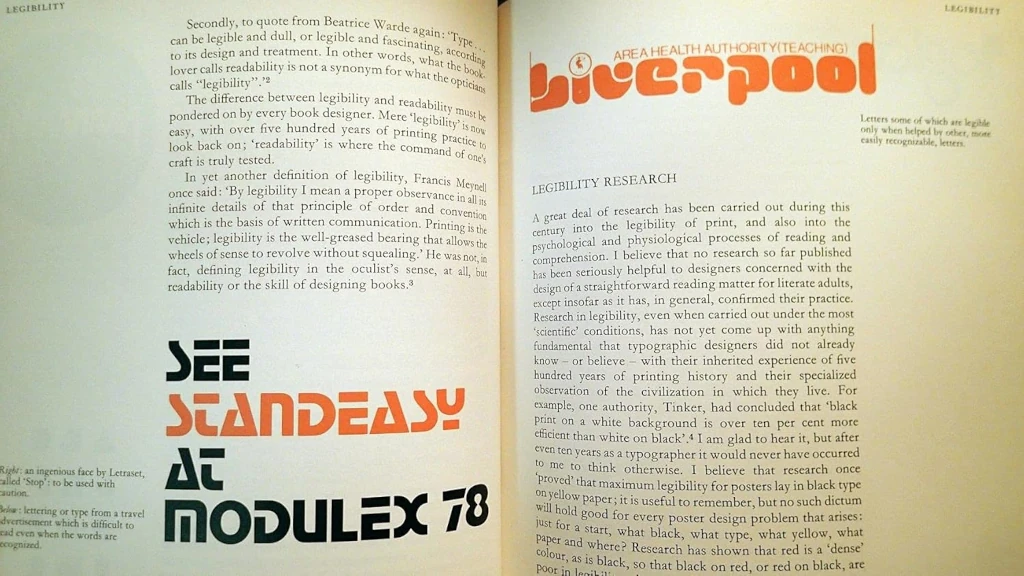 LEGIBILITY
Secondly, to quote from Beatrice Warde again: ‘Type . . .
can be legible and dull, or legible and fascinating, according
to its design and treatment. In other words, what the book-
lover calls readability is not a synonym for what the opticians
calls “legibility”.’²
The difference between legibility and readability must be
pondered on by every book designer. Mere ‘legibility’ is now
easy, with over five hundred years of printing practice to
look back on; ‘readability’ is where the command of one’s
craft is truly tested.
In yet another definition of legibility, Francis Meynell
once said: ‘By legibility I mean a proper observance in all its
infinite details of that principle of order and convention
which is the basis of written communication. Printing is the
vehicle; legibility is the well-greased bearing that allows the
wheels of sense to revolve without squealing.’ He was not, in
fact, defining legibility in the oculist’s sense, at all, but
readability or the skill of designing books.³
SEE
STANDEASY
AT
MODULEX 78
Right: an ingenious face by Letraset,
called ‘Stop’: to be used with
caution.
Below: lettering or type from a travel
advertisement which is difficult to
read even when the words are
recognized.
LEGIBILITY
AREA HEALTH AUTHORITY (TEACHING)
Liverpool
Letters some of which are legible
only when helped by other, more
easily recognizable, letters.
LEGIBILITY RESEARCH
A great deal of research has been carried out during this
century into the legibility of print, and also into the
psychological and physiological processes of reading and
comprehension. I believe that no research so far published
has been seriously helpful to designers concerned with the
design of a straightforward reading matter for literate adults,
except insofar as it has, in general, confirmed their practice.
Research in legibility, even when carried out under the most
‘scientific’ conditions, has not yet come up with anything
fundamental that typographic designers did not already
know – or believe – with their inherited experience of five
hundred years of printing history and their specialized
observation of the civilization in which they live. For
example, one authority, Tinker, had concluded that ‘black
print on a white background is over ten per cent more
efficient than white on black’.⁴ I am glad to hear it, but after
even ten years as a typographer it would never have occurred
to me to think otherwise. I believe that research once
‘proved’ that maximum legibility for posters lay in black type
on yellow paper; it is useful to remember, but no such dictum
will hold good for every poster design problem that arises:
just for a start, what black, what type, what yellow, what
paper and where? Research has shown that red is a ‘dense’
colour, as is black, so that black on red, or red on black, are
poor in